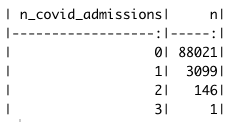 | n_covid_admissions| n|
|------------------:|-----:|
| 0| 88021|
| 1| 3099|
| 2| 146|
| 3| 1|